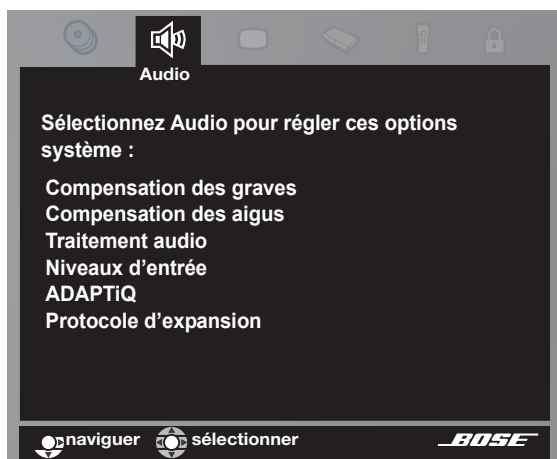 Audio
Sélectionnez Audio pour régler ces options
système :
Compensation des graves
Compensation des aigus
Traitement audio
Niveaux d'entrée
ADAPTiQ
Protocole d'expansion
naviguer sélectionner BOSE